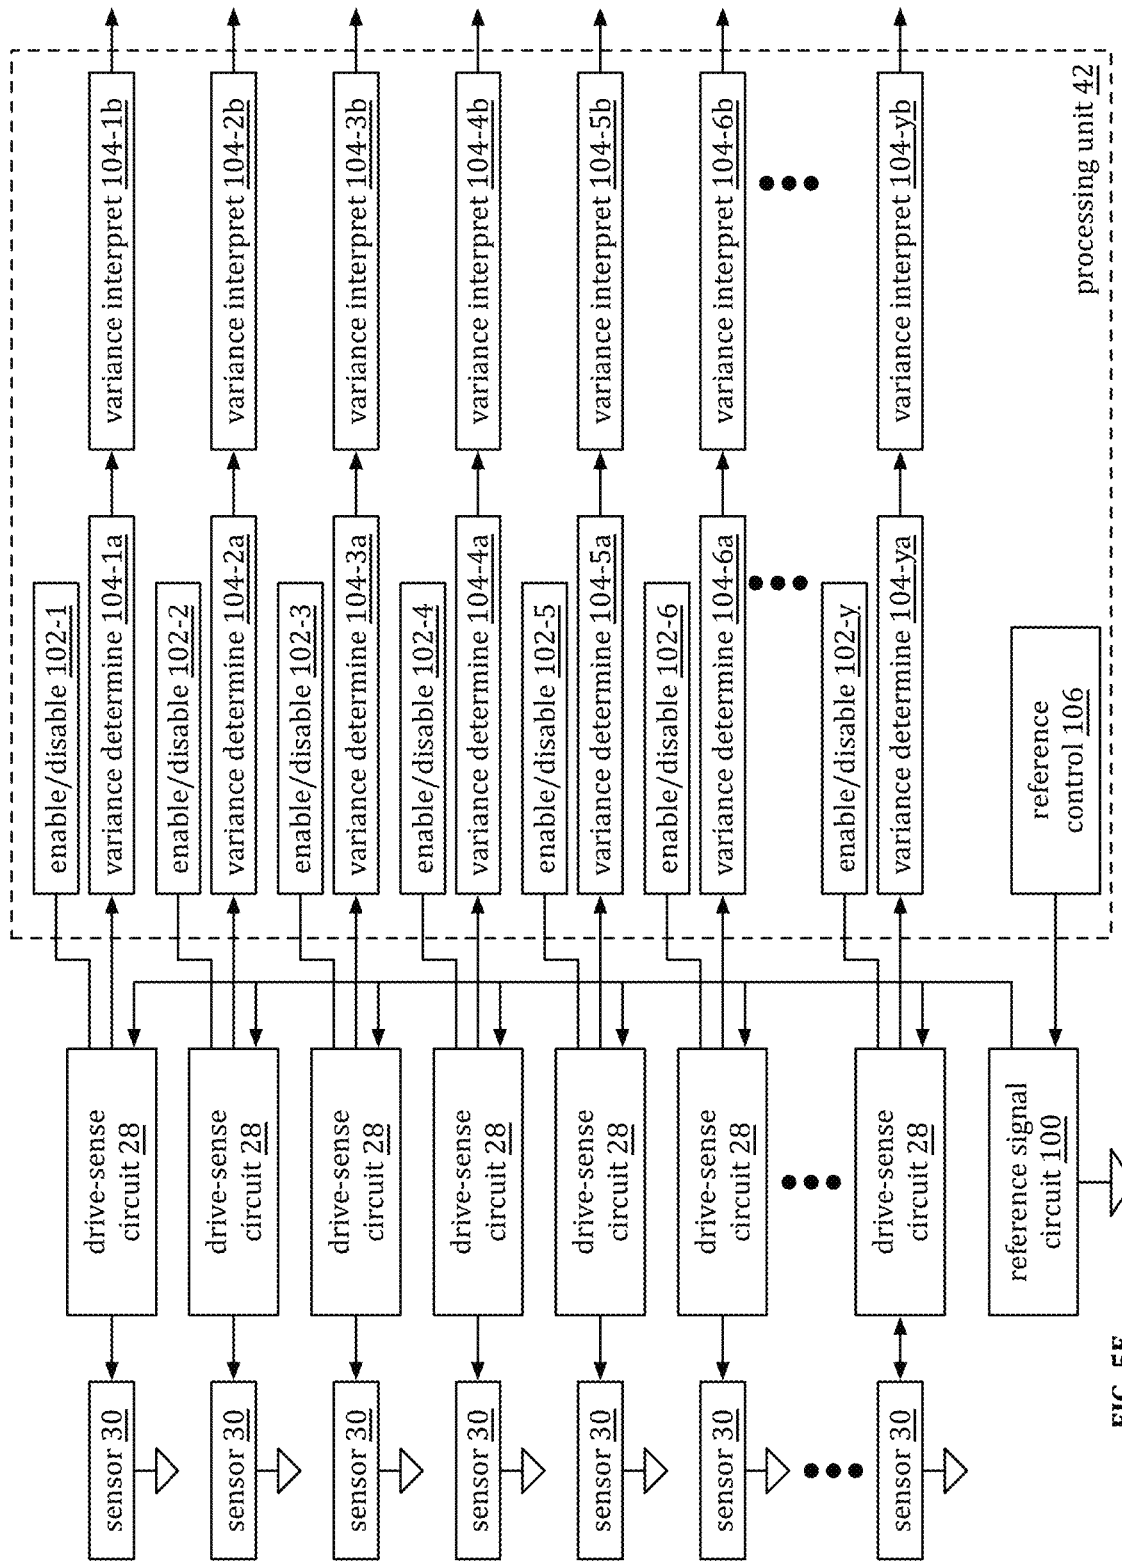 sensor 30
drive-sense
circuit 28
enable/disable 102-1
variance determine 104-1a
variance interpret 104-1b
sensor 30
drive-sense
circuit 28
enable/disable 102-2
variance determine 104-2a
variance interpret 104-2b
sensor 30
drive-sense
circuit 28
enable/disable 102-3
variance determine 104-3a
variance interpret 104-3b
sensor 30
drive-sense
circuit 28
enable/disable 102-4
variance determine 104-4a
variance interpret 104-4b
sensor 30
drive-sense
circuit 28
enable/disable 102-5
variance determine 104-5a
variance interpret 104-5b
sensor 30
drive-sense
circuit 28
enable/disable 102-6
variance determine 104-6a
variance interpret 104-6b
sensor 30
drive-sense
circuit 28
enable/disable 102-y
variance determine 104-ya
variance interpret 104-yb
reference signal
circuit 100
reference
control 106
processing unit 42